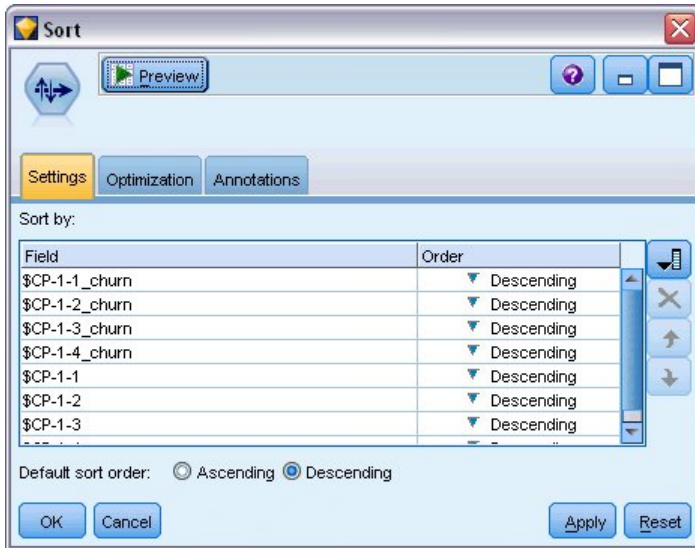 Sort
Preview
Settings Optimization Annotations
Sort by:
Field Order
$CP-1-1_churn Descending
$CP-1-2_churn Descending
$CP-1-3_churn Descending
$CP-1-4_churn Descending
$CP-1-1 Descending
$CP-1-2 Descending
$CP-1-3 Descending
Default sort order: Ascending Descending
OK Cancel Apply Reset